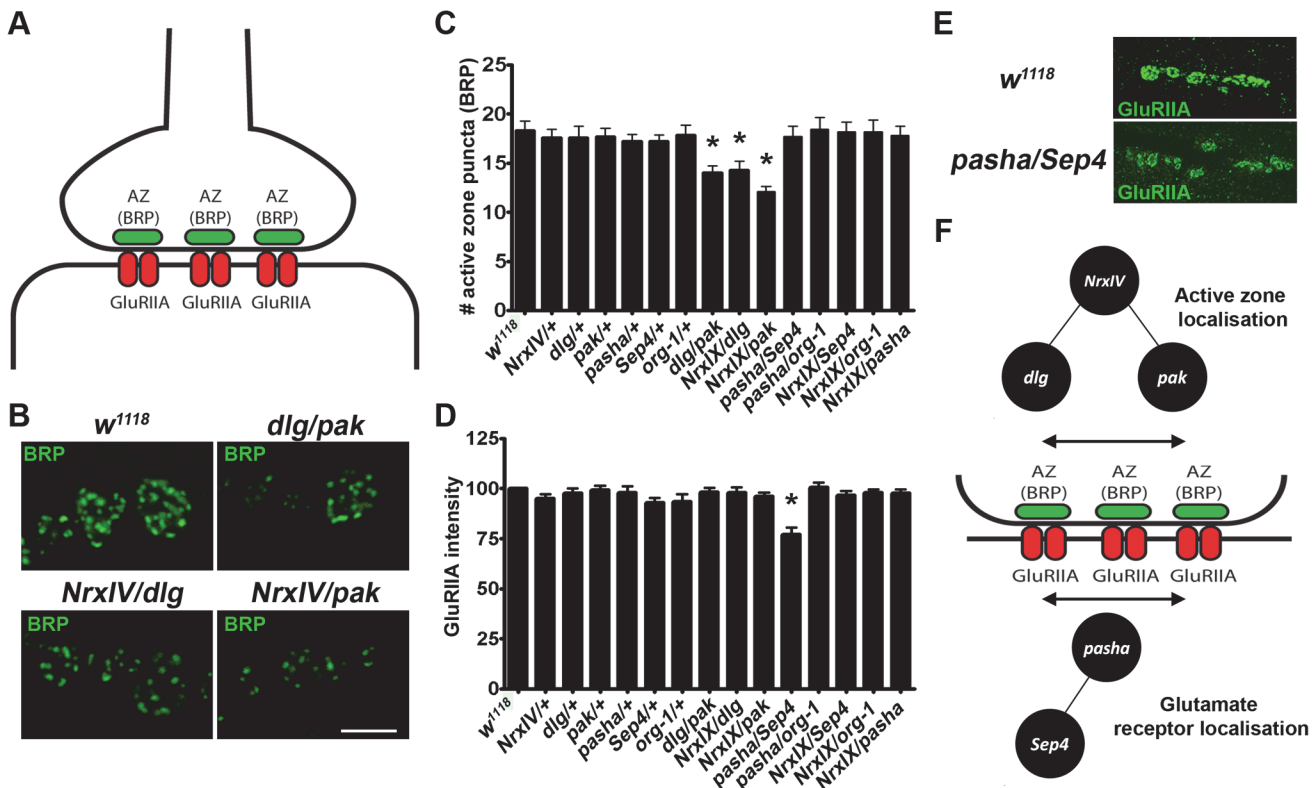 A
AZ
(BRP)
AZ
(BRP)
AZ
(BRP)
GluRIIA
GluRIIA
GluRIIA
B
w1118
dlg/pak
BRP
BRP
NrxIV/dlg
NrxIV/pak
BRP
BRP
C
# active zone puncta (BRP)
25
20
15
10
5
0
*
*
*
w1118
NrxIV/+
dlg/+
pak/+
pasha/+
Sep4/+
org-1/+
dlg/pak
NrxIX/dlg
NrxIX/pak
pasha/Sep4
pasha/org-1
NrxIX/Sep4
NrxIX/org-1
NrxIX/pasha
D
GluRIIA intensity
125
100
75
50
25
0
*
w1118
NrxIV/+
dlg/+
pak/+
pasha/+
Sep4/+
org-1/+
dlg/pak
NrxIX/dlg
NrxIX/pak
pasha/Sep4
pasha/org-1
NrxIX/Sep4
NrxIX/org-1
NrxIX/pasha
E
w1118
GluRIIA
pasha/Sep4
GluRIIA
F
NrxIV
Active zone
localisation
dlg
pak
AZ
(BRP)
AZ
(BRP)
AZ
(BRP)
GluRIIA
GluRIIA
GluRIIA
pasha
Glutamate
receptor localisation
Sep4